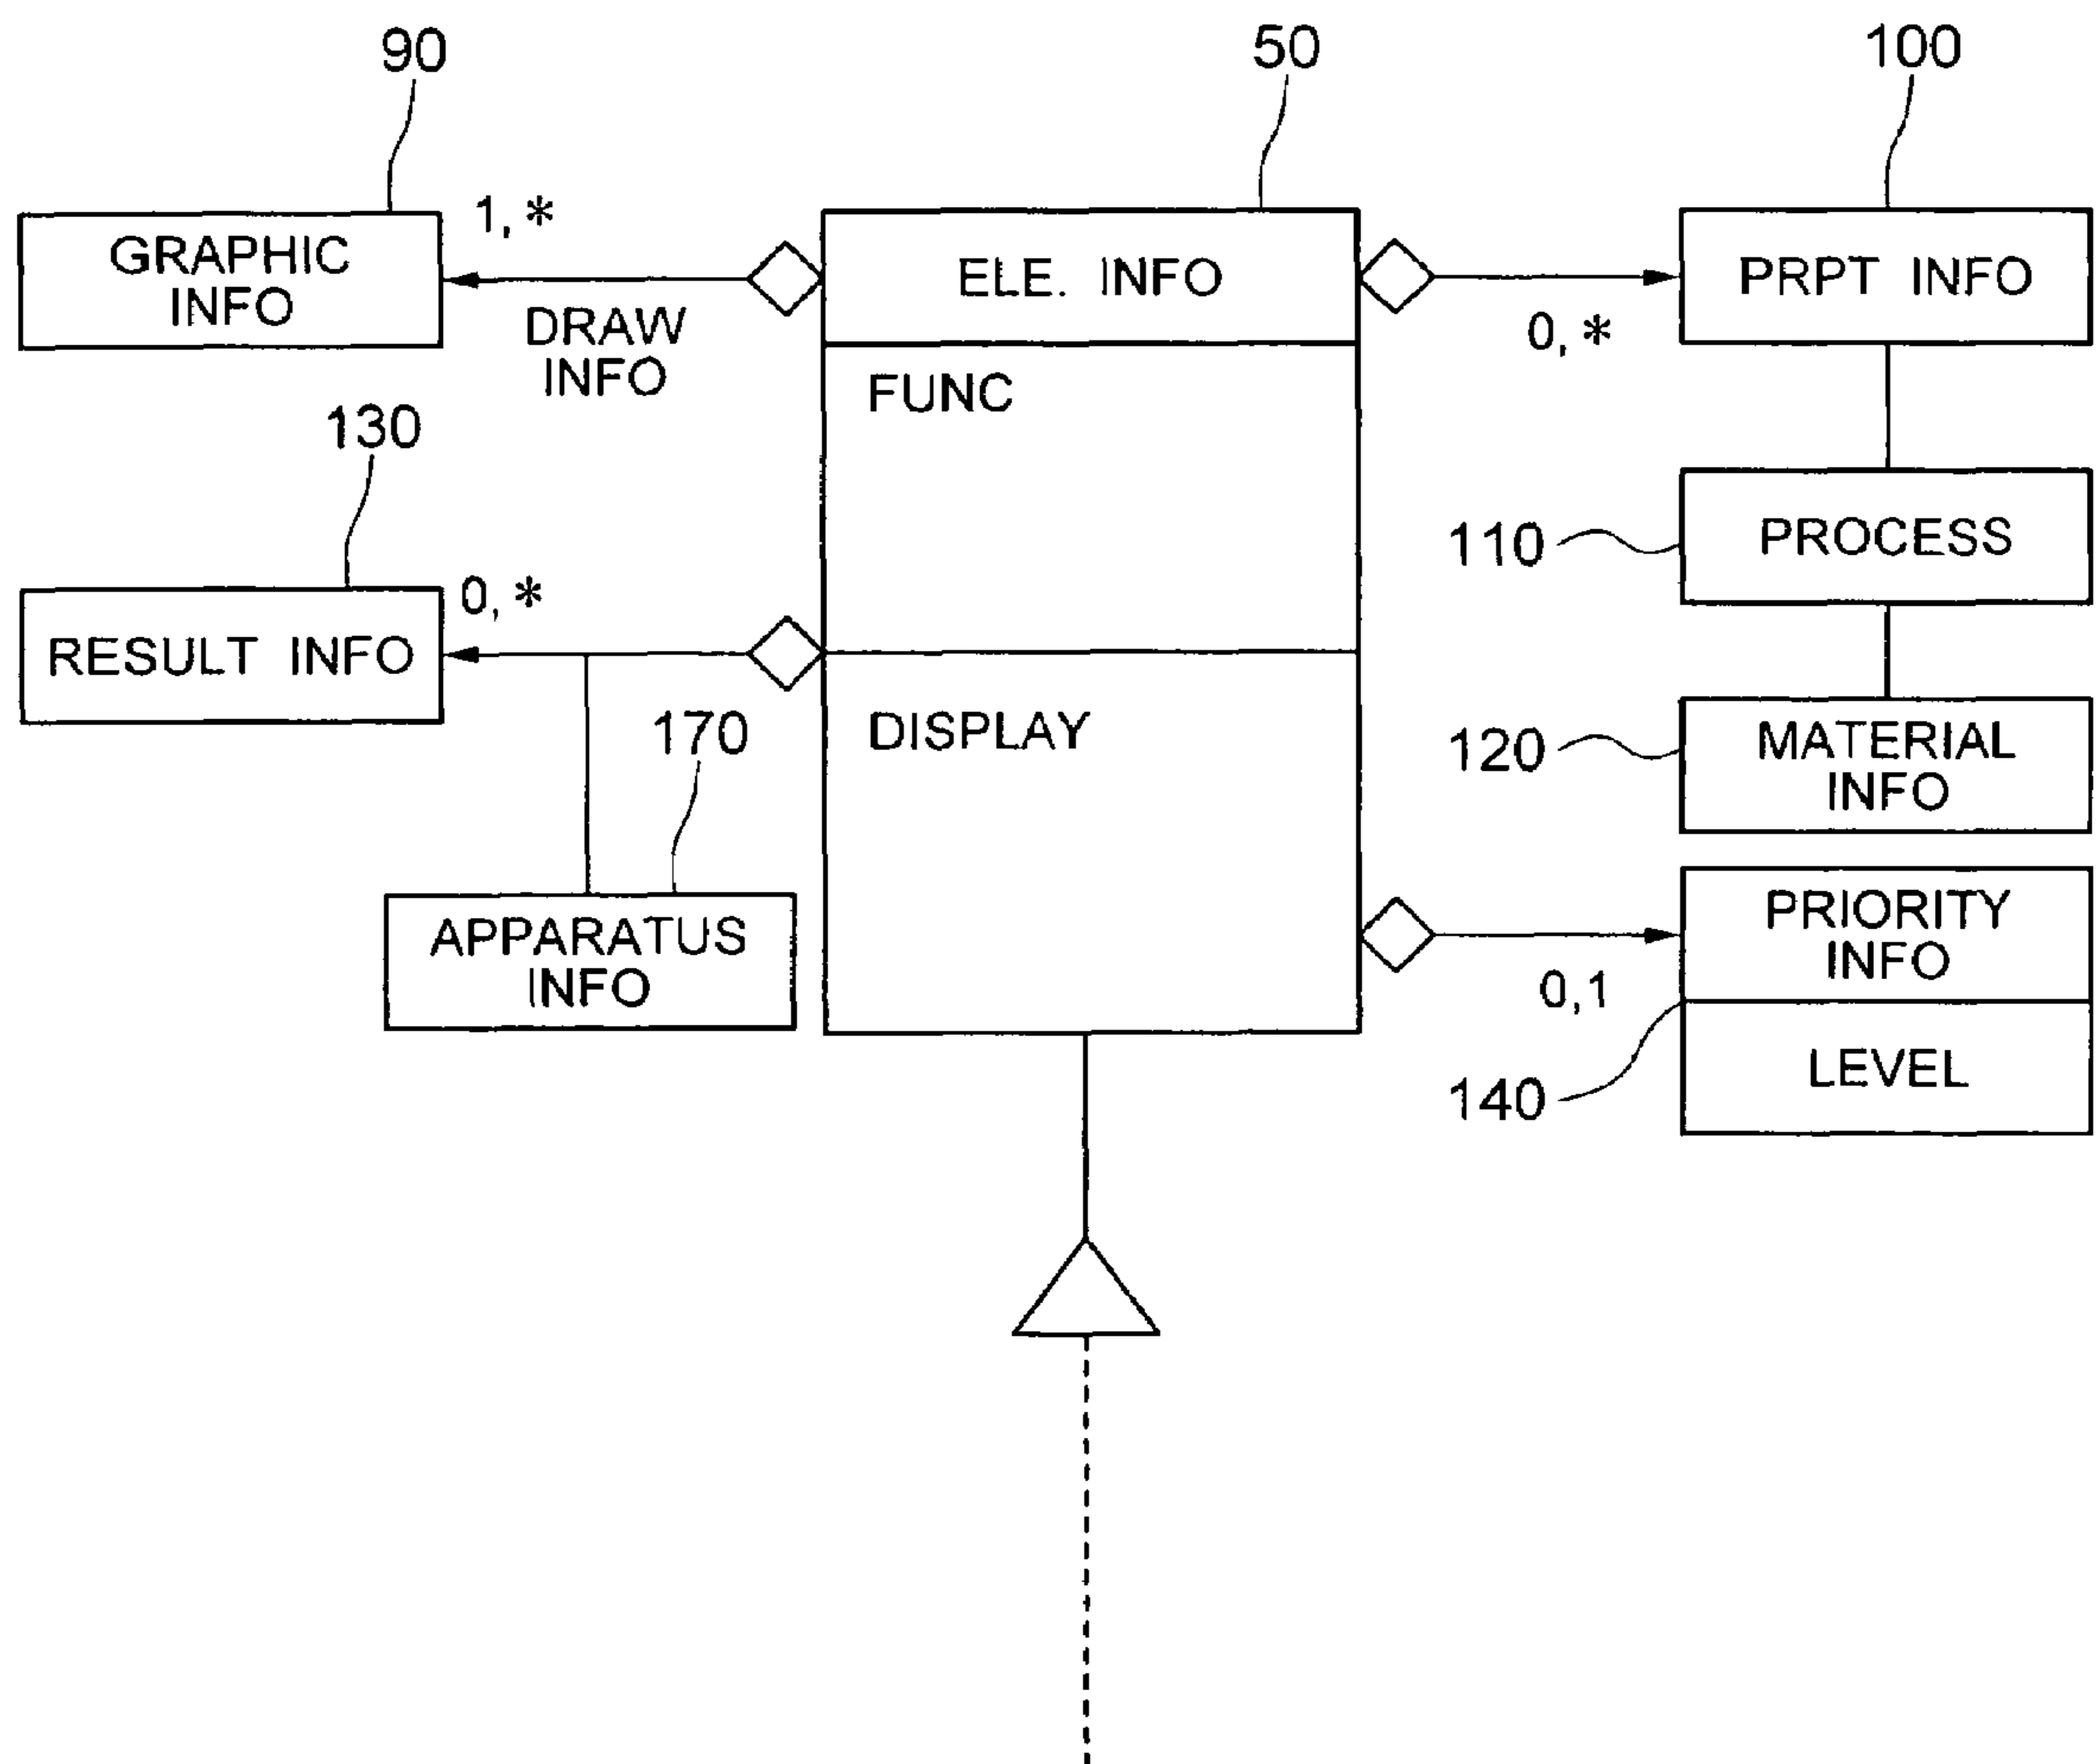 90
50
100
GRAPHIC
INFO
1,*
DRAW
INFO
ELE. INFO
FUNC
DISPLAY
PRPT INFO
0,*
130
RESULT INFO
0,*
170
APPARATUS
INFO
110
PROCESS
120
MATERIAL
INFO
PRIORITY
INFO
0,1
LEVEL
140